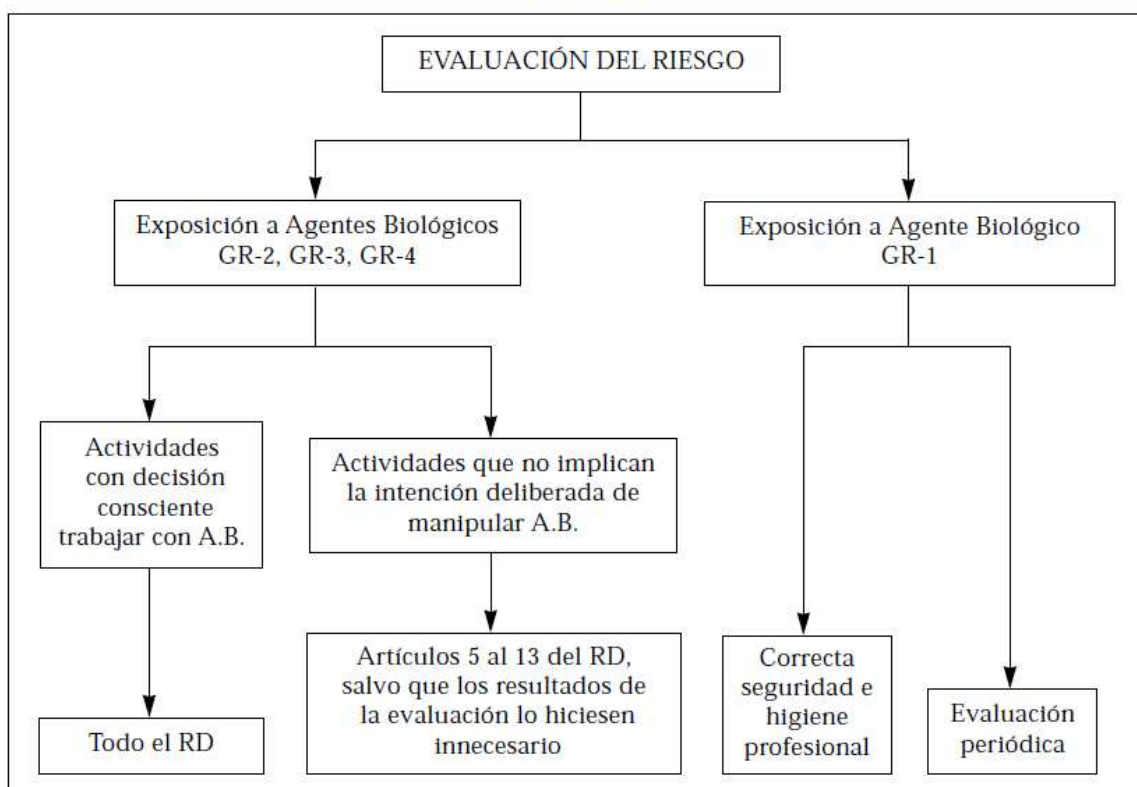 EVALUACIÓN DEL RIESGO
Exposición a Agentes Biológicos
GR-2, GR-3, GR-4
Exposición a Agente Biológico
GR-1
Actividades
con decisión
consciente
trabajar con A.B.
Actividades que no implican
la intención deliberada de
manipular A.B.
Todo el RD
Artículos 5 al 13 del RD,
salvo que los resultados de
la evaluación lo hiciesen
innecesario
Correcta
seguridad e
higiene
profesional
Evaluación
periódica